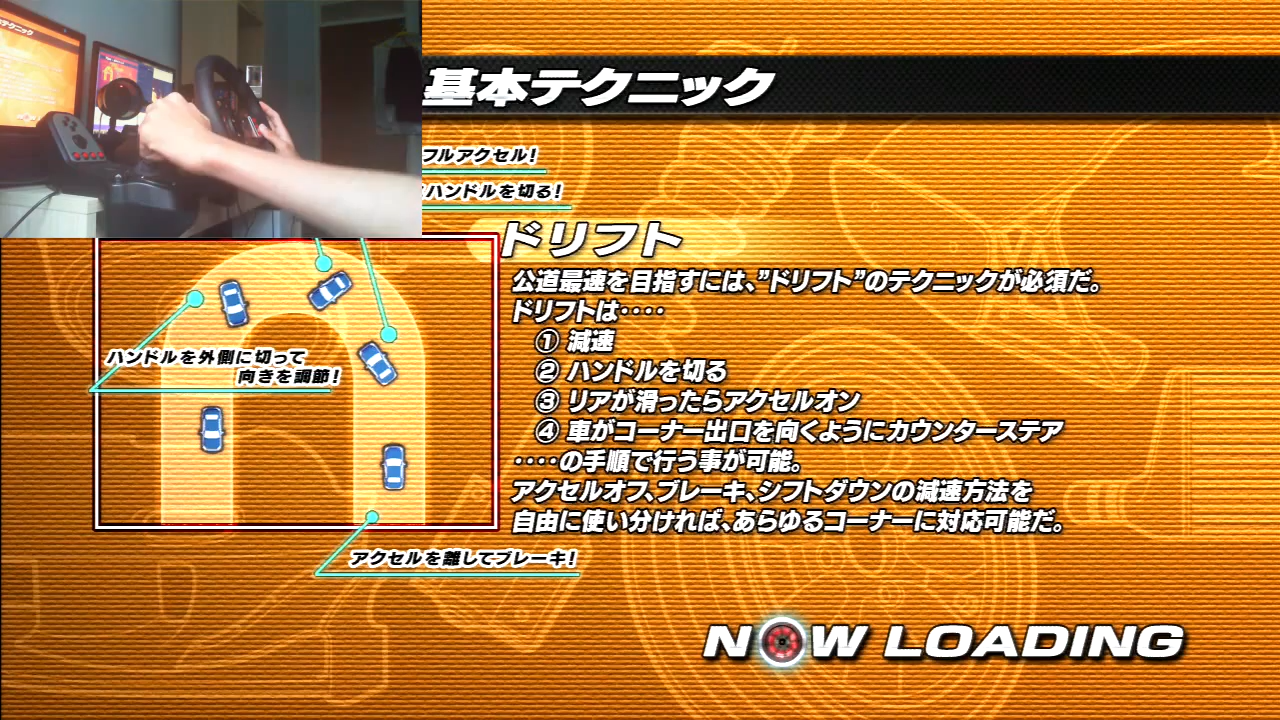 基本テクニック
フルアクセル!
ハンドルを切る!
ドリフト
公道最速を目指すには、”ドリフト”のテクニックが必須だ。
ドリフトは‥‥
① 減速
② ハンドルを切る
③ リアが滑ったらアクセルオン
④ 車がコーナー出口を向くようにカウンターステア
‥‥の手順で行う事が可能。
アクセルオフ、ブレーキ、シフトダウンの減速方法を
自由に使い分ければ、あらゆるコーナーに対応可能だ。
ハンドルを外側に切って
向きを調節!
アクセルを離してブレーキ!
NOW LOADING